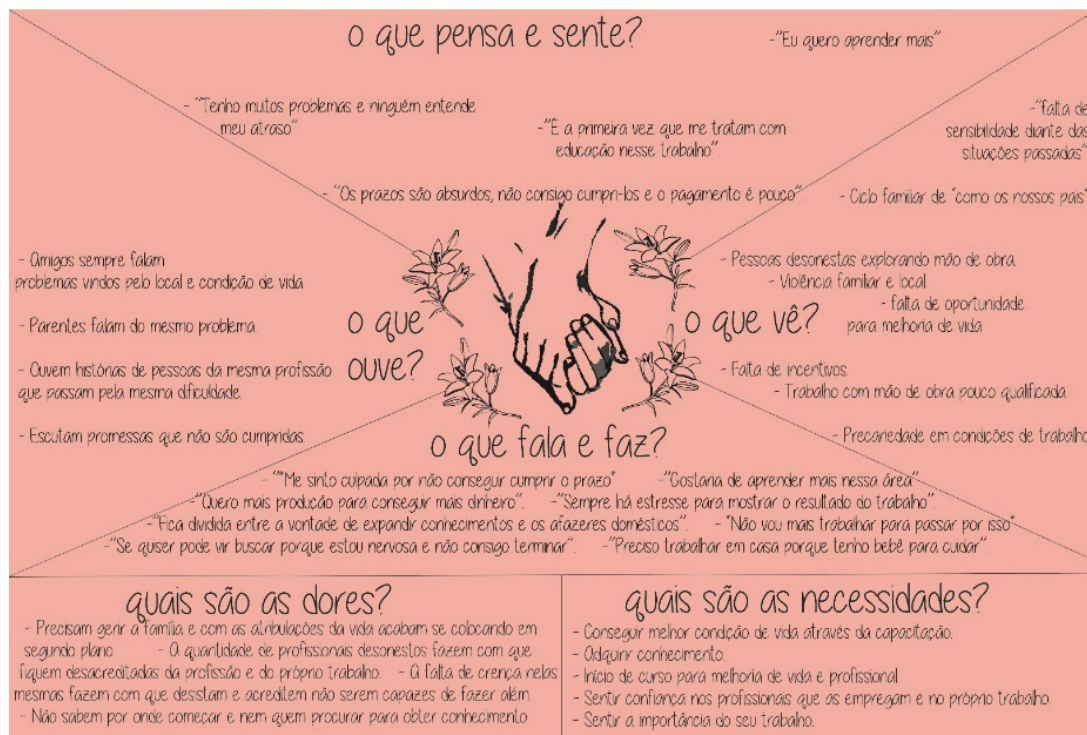 o que pensa e sente?
-"Eu quero aprender mais".
- "Tenho muitos problemas e ninguém entende
meu atraso"
-"É a primeira vez que me tratam com
educação nesse trabalho".
-"falta de
sensibilidade diante das
situações passadas"
- "Os prazos são absurdos, não consigo cumpri-los e o pagamento é pouco".
- Ciclo familiar de "como os nossos pais"
- Amigos sempre falam
problemas vindos pelo local e condição de vida
- Parentes falam do mesmo problema
- Ouvem histórias de pessoas da mesma profissão
que passam pela mesma dificuldade.
- Escutam promessas que não são cumpridas.
o que
ouve?
o que vê?
- Pessoas desonestas explorando mão de obra.
- Violência familiar e local
- falta de oportunidade
para melhoria de vida
- Falta de incentivos
- Trabalho com mão de obra pouco qualificada
- Precariedade em condições de trabalho
o que fala e faz?
-""Me sinto culpada por não conseguir cumprir o prazo"
-"Gostaria de aprender mais nessa área"
-"Quero mais produção para conseguir mais dinheiro".
-"Sempre há estresse para mostrar o resultado do trabalho".
-"Fica dividida entre a vontade de expandir conhecimentos e os afazeres domésticos".
- "Não vou mais trabalhar para passar por isso"
-"Se quiser pode vir buscar porque estou nervosa e não consigo terminar".
-"Preciso trabalhar em casa porque tenho bebê para cuidar".
quais são as dores?
- Precisam gerir a família e com as atribulações da vida acabam se colocando em
segundo plano. - A quantidade de profissionais desonestos fazem com que
fiquem desacreditadas da profissão e do próprio trabalho. - A falta de crença nelas
mesmas fazem com que desistam e acreditem não serem capazes de fazer além.
- Não sabem por onde começar e nem quem procurar para obter conhecimento.
quais são as necessidades?
- Conseguir melhor condição de vida através da capacitação.
- Adquirir conhecimento.
- Início de curso para melhoria de vida e profissional
- Sentir confiança nos profissionais que as empregam e no próprio trabalho.
- Sentir a importância do seu trabalho.